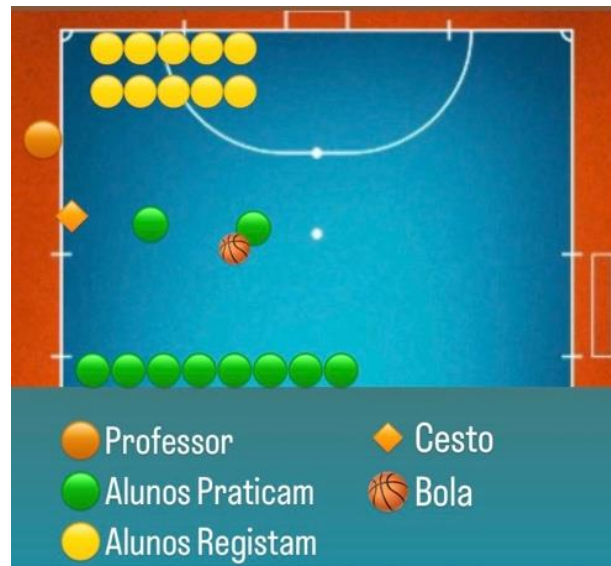 Professor
Cesto
Alunos Praticam
Bola
Alunos Registam